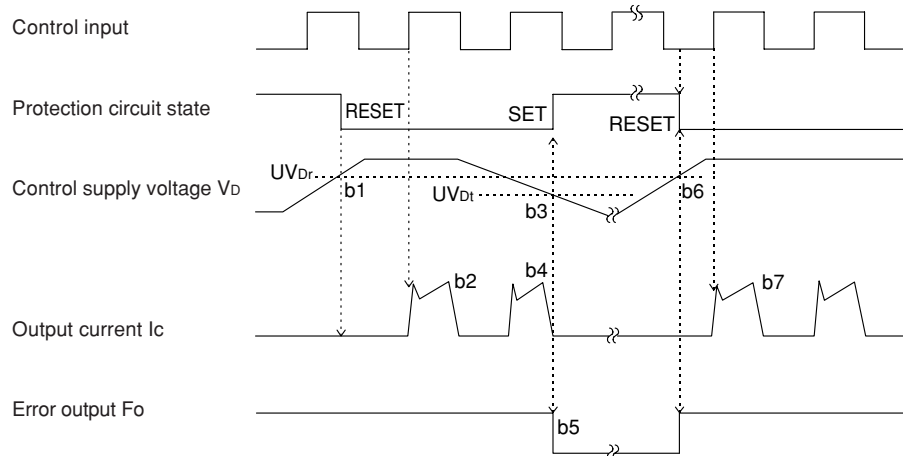 Control input
Protection circuit state
RESET
SET
RESET
UVDr
Control supply voltage VD
b1
UVDt
b3
b6
b2
b4
b7
Output current Ic
Error output Fo
b5